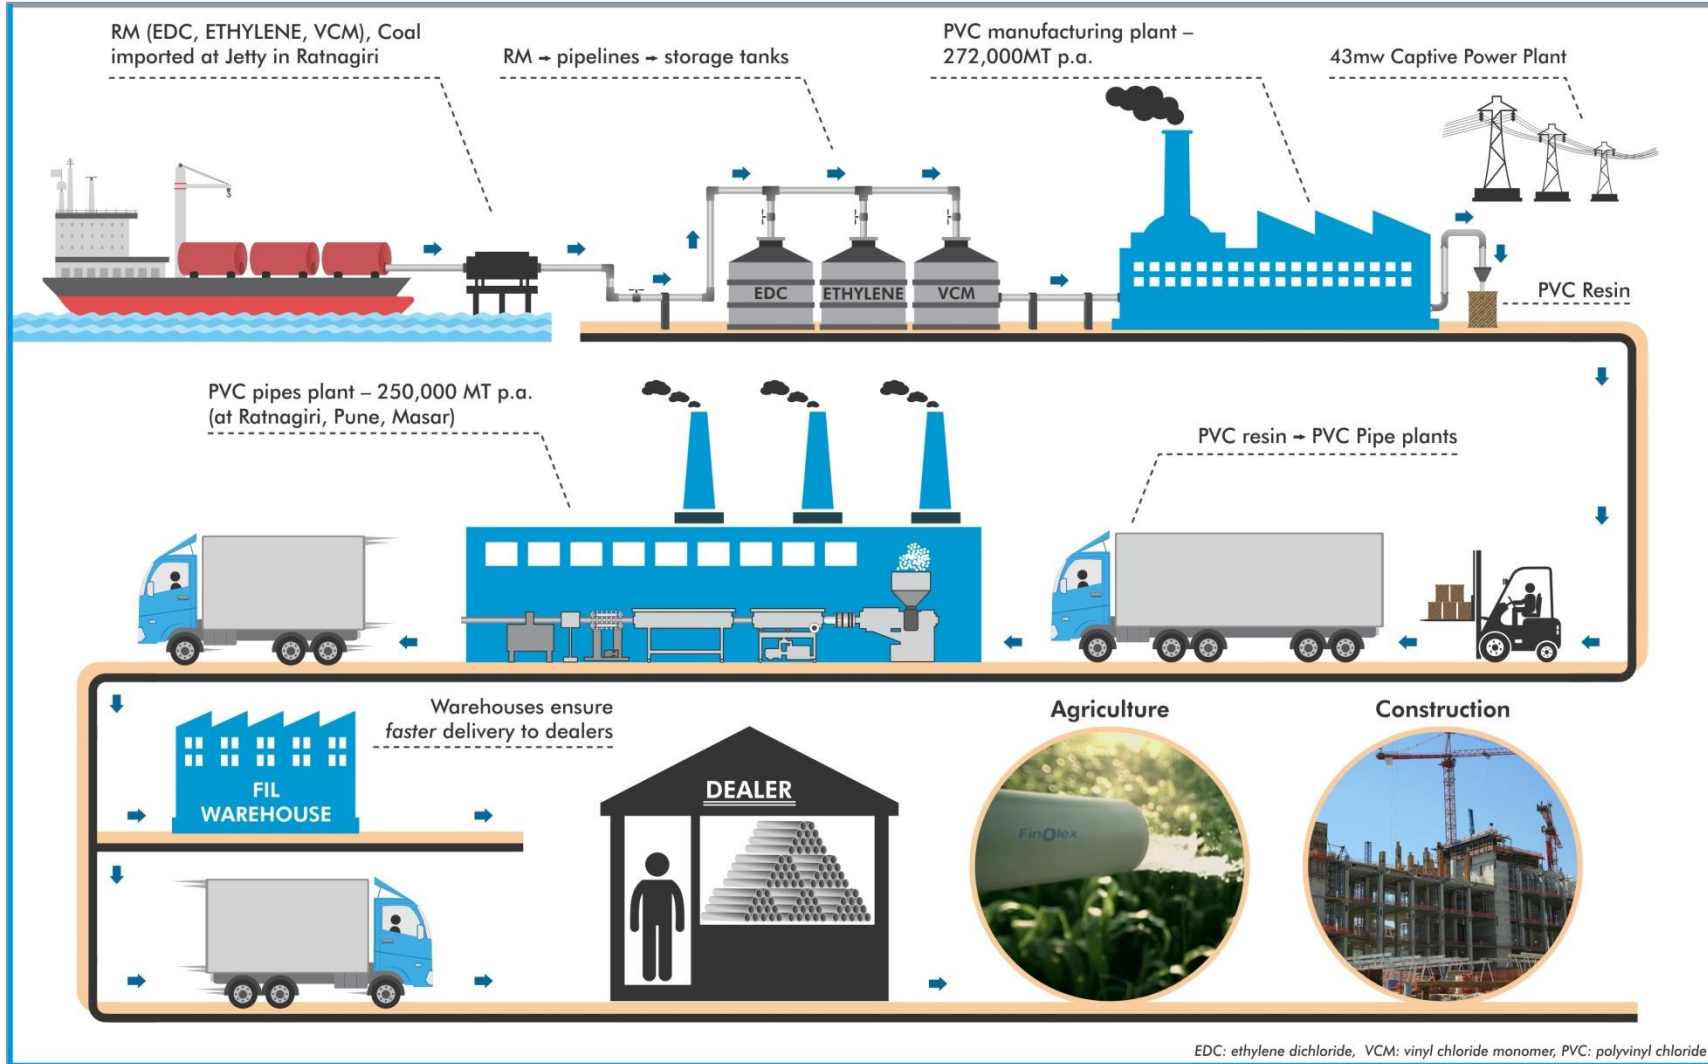 RM (EDC, ETHYLENE, VCM), Coal
imported at Jetty in Ratnagiri
RM → pipelines → storage tanks
PVC manufacturing plant –
272,000MT p.a.
43mw Captive Power Plant
EDC
ETHYLENE
VCM
PVC Resin
PVC pipes plant – 250,000 MT p.a.
(at Ratnagiri, Pune, Masar)
PVC resin → PVC Pipe plants
Warehouses ensure
faster delivery to dealers
FIL
WAREHOUSE
DEALER
Agriculture
Construction
FinOlex
EDC: ethylene dichloride, VCM: vinyl chloride monomer, PVC: polyvinyl chloride